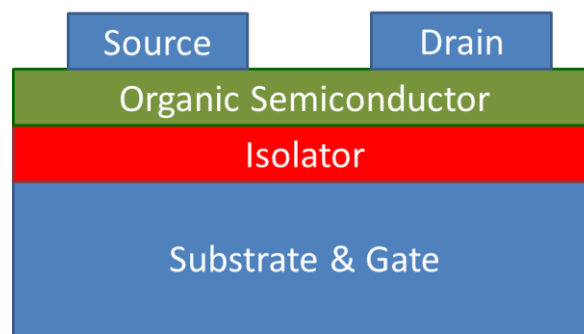 Source
Drain
Organic Semiconductor
Isolator
Substrate & Gate